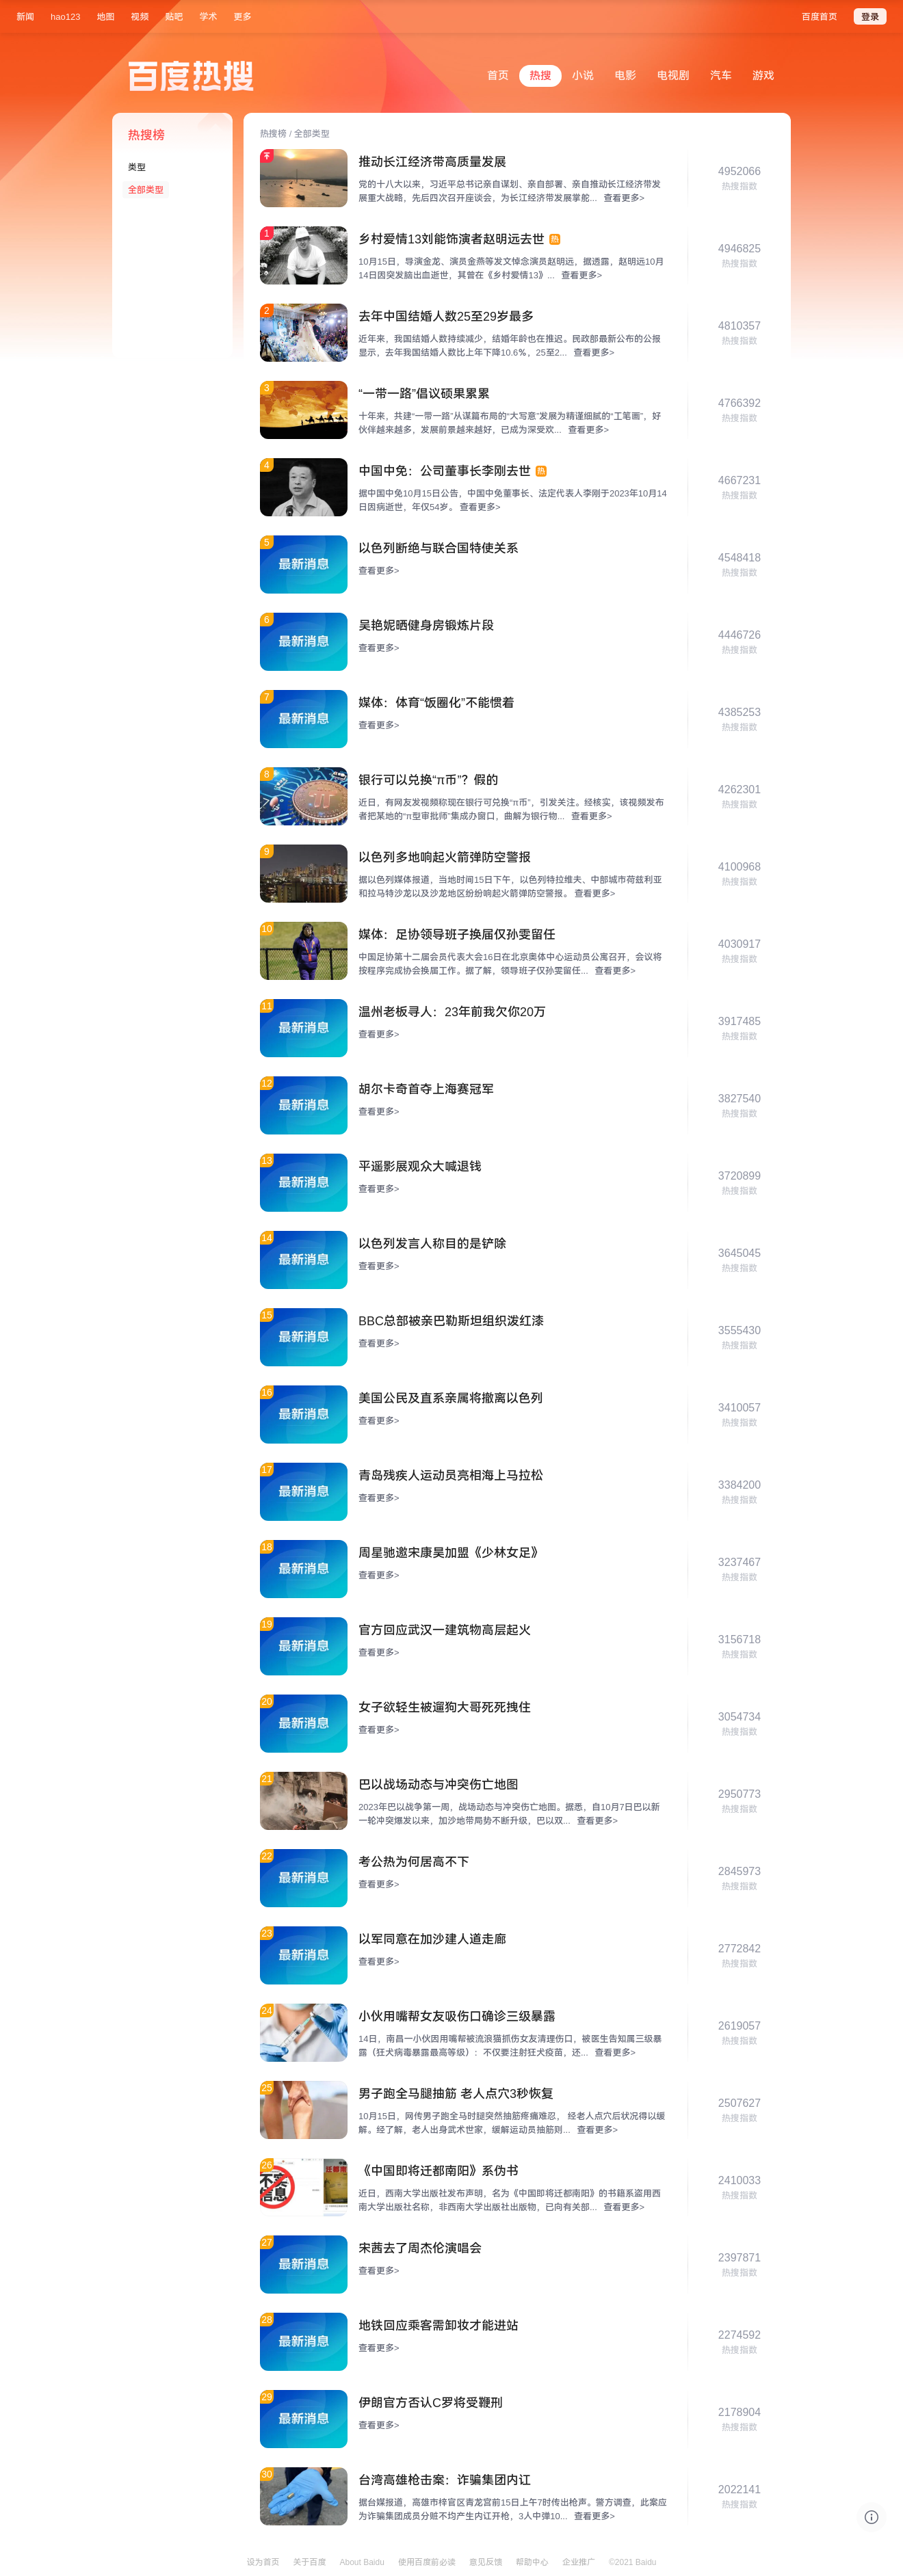 新闻 hao123 地图 视频 贴吧 学术 更多 百度首页 登录
百度热搜
首页 热搜 小说 电影 电视剧 汽车 游戏
热搜榜
类型
全部类型
热搜榜 / 全部类型
推动长江经济带高质量发展
党的十八大以来，习近平总书记亲自谋划、亲自部署、亲自推动长江经济带发
展重大战略，先后四次召开座谈会，为长江经济带发展掌舵... 查看更多>
4952066
热搜指数
1
乡村爱情13刘能饰演者赵明远去世 热
10月15日，导演金龙、演员金燕等发文悼念演员赵明远，据透露，赵明远10月
14日因突发脑出血逝世，其曾在《乡村爱情13》... 查看更多>
4946825
热搜指数
2
去年中国结婚人数25至29岁最多
近年来，我国结婚人数持续减少，结婚年龄也在推迟。民政部最新公布的公报
显示，去年我国结婚人数比上年下降10.6%，25至2... 查看更多>
4810357
热搜指数
3
“一带一路”倡议硕果累累
十年来，共建“一带一路”从谋篇布局的“大写意”发展为精谨细腻的“工笔画”，好
伙伴越来越多，发展前景越来越好，已成为深受欢... 查看更多>
4766392
热搜指数
4
中国中免：公司董事长李刚去世 热
据中国中免10月15日公告，中国中免董事长、法定代表人李刚于2023年10月14
日因病逝世，年仅54岁。 查看更多>
4667231
热搜指数
5
最新消息
以色列断绝与联合国特使关系
查看更多>
4548418
热搜指数
6
最新消息
吴艳妮晒健身房锻炼片段
查看更多>
4446726
热搜指数
7
最新消息
媒体：体育“饭圈化”不能惯着
查看更多>
4385253
热搜指数
8
银行可以兑换“π币”？假的
近日，有网友发视频称现在银行可兑换“π币”，引发关注。经核实，该视频发布
者把某地的“π型审批师”集成办窗口，曲解为银行物... 查看更多>
4262301
热搜指数
9
以色列多地响起火箭弹防空警报
据以色列媒体报道，当地时间15日下午，以色列特拉维夫、中部城市荷兹利亚
和拉马特沙龙以及沙龙地区纷纷响起火箭弹防空警报。 查看更多>
4100968
热搜指数
10
媒体：足协领导班子换届仅孙雯留任
中国足协第十二届会员代表大会16日在北京奥体中心运动员公寓召开，会议将
按程序完成协会换届工作。据了解，领导班子仅孙雯留任... 查看更多>
4030917
热搜指数
11
最新消息
温州老板寻人：23年前我欠你20万
查看更多>
3917485
热搜指数
12
最新消息
胡尔卡奇首夺上海赛冠军
查看更多>
3827540
热搜指数
13
最新消息
平遥影展观众大喊退钱
查看更多>
3720899
热搜指数
14
最新消息
以色列发言人称目的是铲除
查看更多>
3645045
热搜指数
15
最新消息
BBC总部被亲巴勒斯坦组织泼红漆
查看更多>
3555430
热搜指数
16
最新消息
美国公民及直系亲属将撤离以色列
查看更多>
3410057
热搜指数
17
最新消息
青岛残疾人运动员亮相海上马拉松
查看更多>
3384200
热搜指数
18
最新消息
周星驰邀宋康昊加盟《少林女足》
查看更多>
3237467
热搜指数
19
最新消息
官方回应武汉一建筑物高层起火
查看更多>
3156718
热搜指数
20
最新消息
女子欲轻生被遛狗大哥死死拽住
查看更多>
3054734
热搜指数
21
巴以战场动态与冲突伤亡地图
2023年巴以战争第一周，战场动态与冲突伤亡地图。据悉，自10月7日巴以新
一轮冲突爆发以来，加沙地带局势不断升级，巴以双... 查看更多>
2950773
热搜指数
22
最新消息
考公热为何居高不下
查看更多>
2845973
热搜指数
23
最新消息
以军同意在加沙建人道走廊
查看更多>
2772842
热搜指数
24
小伙用嘴帮女友吸伤口确诊三级暴露
14日，南昌一小伙因用嘴帮被流浪猫抓伤女友清理伤口，被医生告知属三级暴
露（狂犬病毒暴露最高等级）：不仅要注射狂犬疫苗，还... 查看更多>
2619057
热搜指数
25
男子跑全马腿抽筋 老人点穴3秒恢复
10月15日，网传男子跑全马时腿突然抽筋疼痛难忍， 经老人点穴后状况得以缓
解。经了解，老人出身武术世家，缓解运动员抽筋则... 查看更多>
2507627
热搜指数
26
不实
信息
《中国即将迁都南阳》系伪书
近日，西南大学出版社发布声明，名为《中国即将迁都南阳》的书籍系盗用西
南大学出版社名称，非西南大学出版社出版物，已向有关部... 查看更多>
2410033
热搜指数
27
最新消息
宋茜去了周杰伦演唱会
查看更多>
2397871
热搜指数
28
最新消息
地铁回应乘客需卸妆才能进站
查看更多>
2274592
热搜指数
29
最新消息
伊朗官方否认C罗将受鞭刑
查看更多>
2178904
热搜指数
30
台湾高雄枪击案：诈骗集团内讧
据台媒报道，高雄市梓官区青龙宫前15日上午7时传出枪声。警方调查，此案应
为诈骗集团成员分赃不均产生内讧开枪，3人中弹10... 查看更多>
2022141
热搜指数
设为首页 关于百度 About Baidu 使用百度前必读 意见反馈 帮助中心 企业推广 ©2021 Baidu